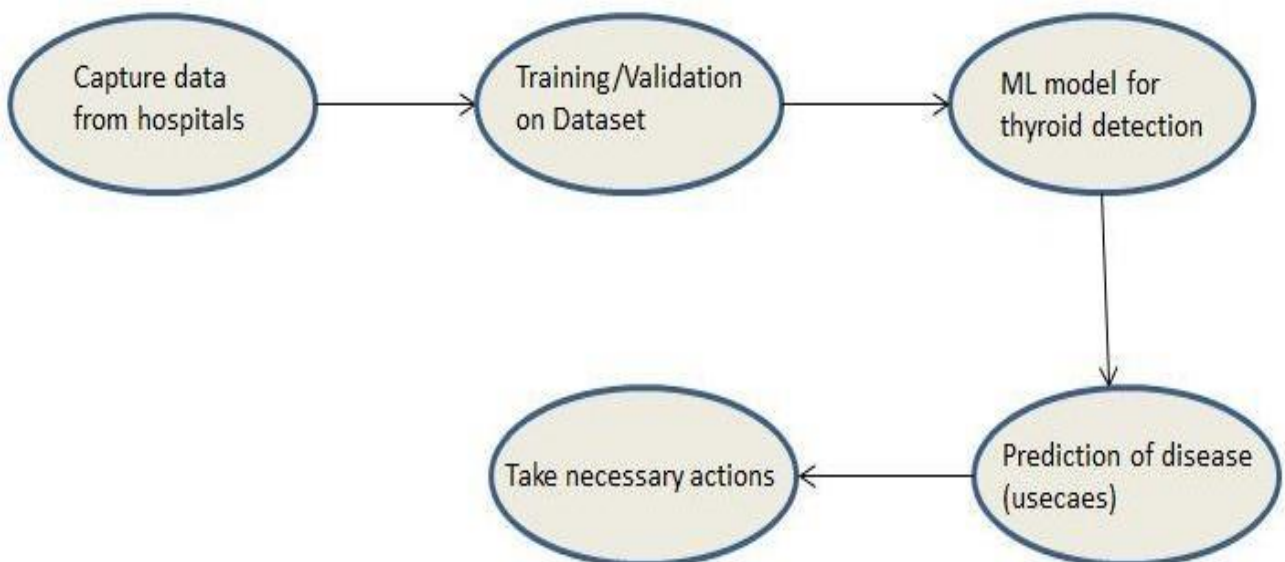 Capture data
from hospitals
Training/Validation
on Dataset
ML model for
thyroid detection
Prediction of disease
(usecaes)
Take necessary actions